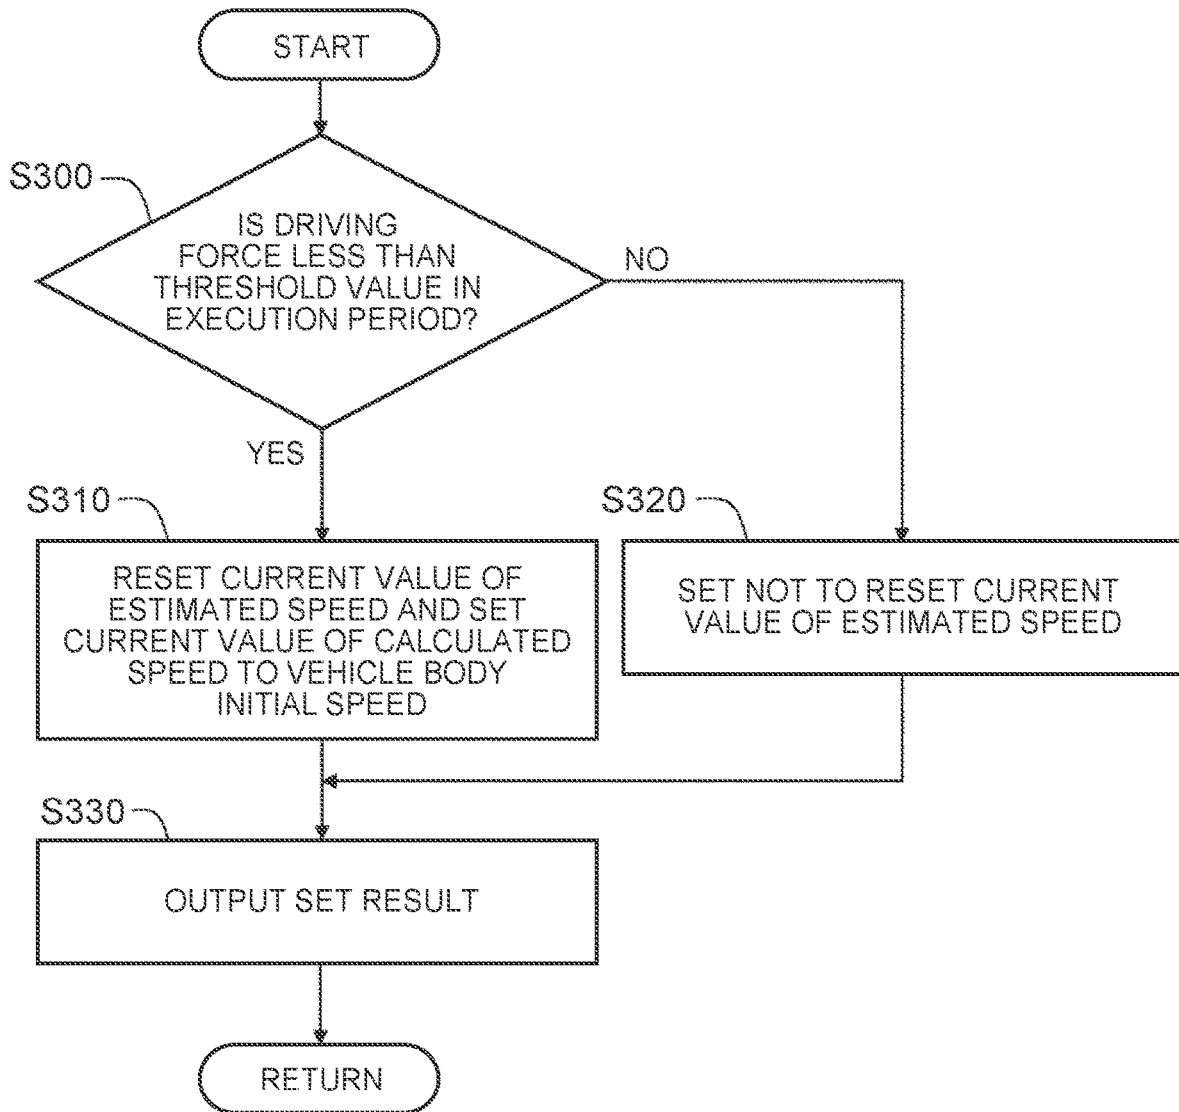 START
S300
IS DRIVING
FORCE LESS THAN
THRESHOLD VALUE IN
EXECUTION PERIOD?
NO
YES
S310
RESET CURRENT VALUE OF
ESTIMATED SPEED AND SET
CURRENT VALUE OF CALCULATED
SPEED TO VEHICLE BODY
INITIAL SPEED
S320
SET NOT TO RESET CURRENT
VALUE OF ESTIMATED SPEED
S330
OUTPUT SET RESULT
RETURN